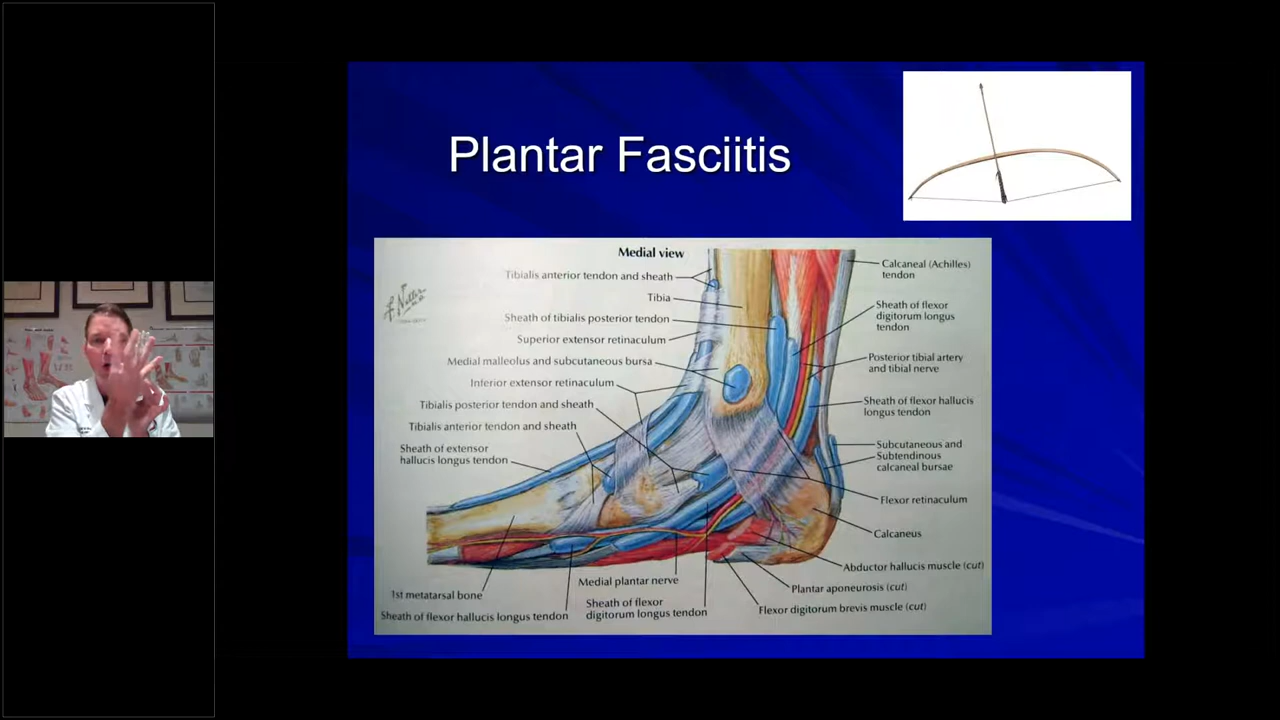 Plantar Fasciitis
Medial view
Tibialis anterior tendon and sheath
Tibia
Sheath of tibialis posterior tendon
Superior extensor retinaculum
Medial malleolus and subcutaneous bursa
Inferior extensor retinaculum
Tibialis posterior tendon and sheath
Tibialis anterior tendon and sheath
Sheath of extensor
hallucis longus tendon
1st metatarsal bone
Sheath of flexor hallucis longus tendon
Medial plantar nerve
Sheath of flexor
digitorum longus tendon
Calcaneal (Achilles)
tendon
Sheath of flexor
digitorum longus
tendon
Posterior tibial artery
and tibial nerve
Sheath of flexor hallucis
longus tendon
Subcutaneous and
Subtendinous
calcaneal bursae
Flexor retinaculum
Calcaneus
Abductor hallucis muscle (cut)
Plantar aponeurosis (cut)
Flexor digitorum brevis muscle (cut)